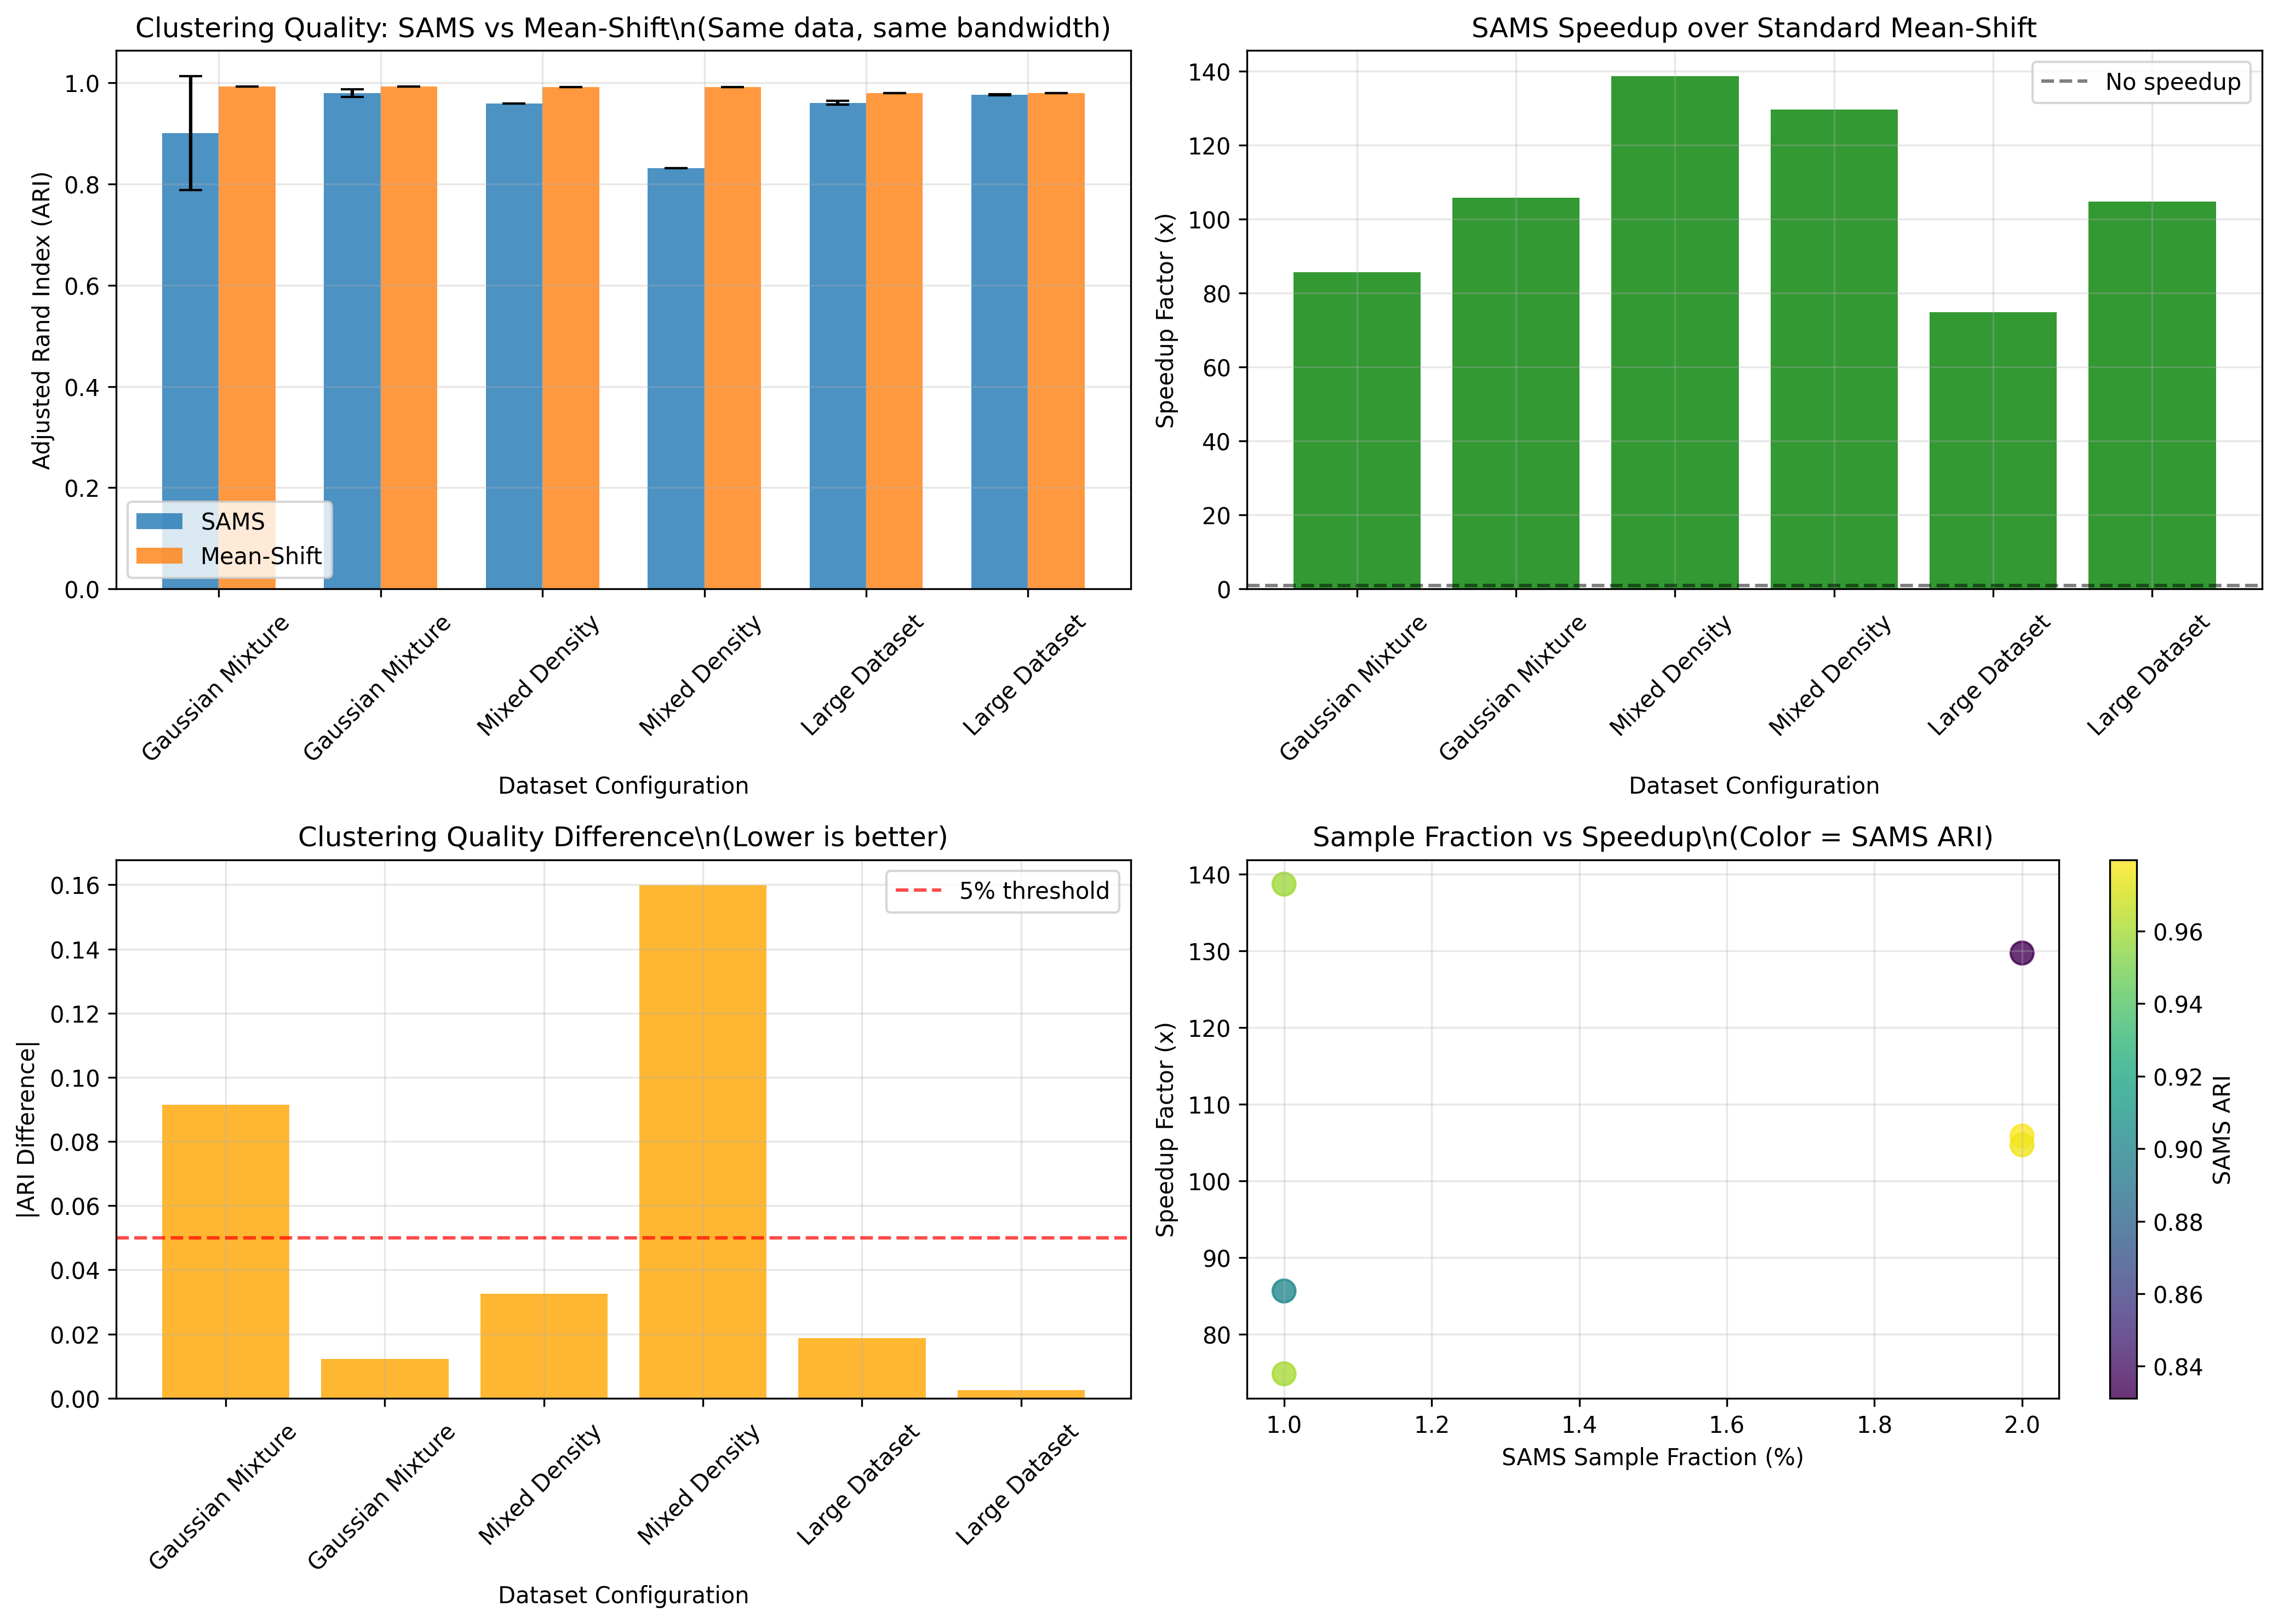 Clustering Quality: SAMS vs Mean-Shift\n(Same data, same bandwidth)
Adjusted Rand Index (ARI)
1.0
0.8
0.6
0.4
0.2
0.0
SAMS
Mean-Shift
Gaussian Mixture
Gaussian Mixture
Mixed Density
Mixed Density
Large Dataset
Large Dataset
Dataset Configuration
SAMS Speedup over Standard Mean-Shift
Speedup Factor (x)
140
120
100
80
60
40
20
0
No speedup
Gaussian Mixture
Gaussian Mixture
Mixed Density
Mixed Density
Large Dataset
Large Dataset
Dataset Configuration
Clustering Quality Difference\n(Lower is better)
|ARI Difference|
0.16
0.14
0.12
0.10
0.08
0.06
0.04
0.02
0.00
5% threshold
Gaussian Mixture
Gaussian Mixture
Mixed Density
Mixed Density
Large Dataset
Large Dataset
Dataset Configuration
Sample Fraction vs Speedup\n(Color = SAMS ARI)
Speedup Factor (x)
140
130
120
110
100
90
80
1.0 1.2 1.4 1.6 1.8 2.0
SAMS Sample Fraction (%)
0.96
0.94
0.92
0.90
0.88
0.86
0.84
SAMS ARI